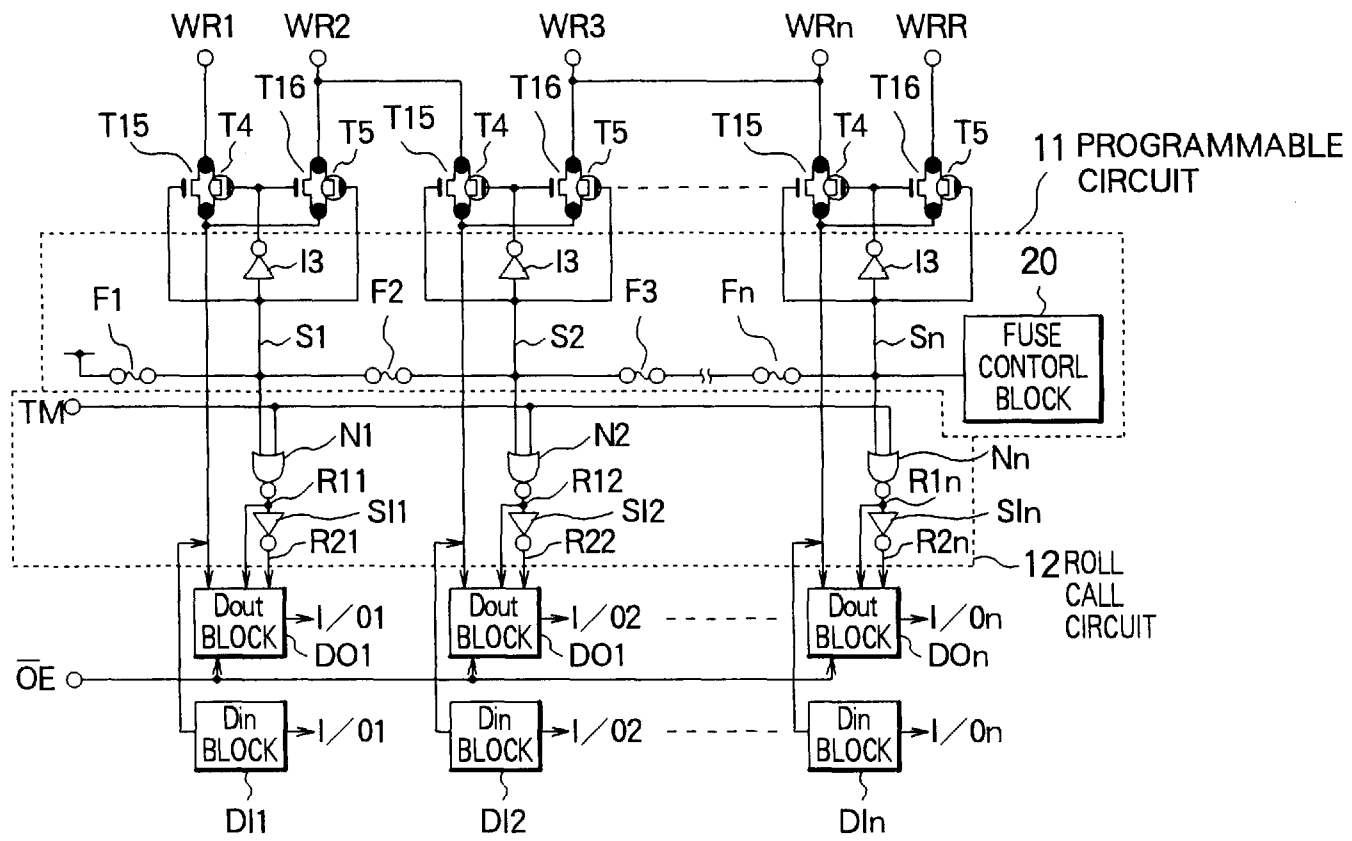 WR1 WR2 WR3 WRn WRR
T15 T4 T16 T5 T15 T4 T16 T5 T15 T4 T16 T5
11 PROGRAMMABLE
CIRCUIT
I3 I3 I3
20
F1 F2 F3 Fn
S1 S2 Sn
FUSE
CONTORL
BLOCK
TM
N1 N2 Nn
R11 R12 R1n
SI1 SI2 SIn
R21 R22 R2n
12 ROLL
CALL
CIRCUIT
Dout
BLOCK
I/01
DO1
Dout
BLOCK
I/02
DO1
Dout
BLOCK
I/0n
DOn
OE
Din
BLOCK
I/01
Din
BLOCK
I/02
Din
BLOCK
I/0n
DI1 DI2 DIn